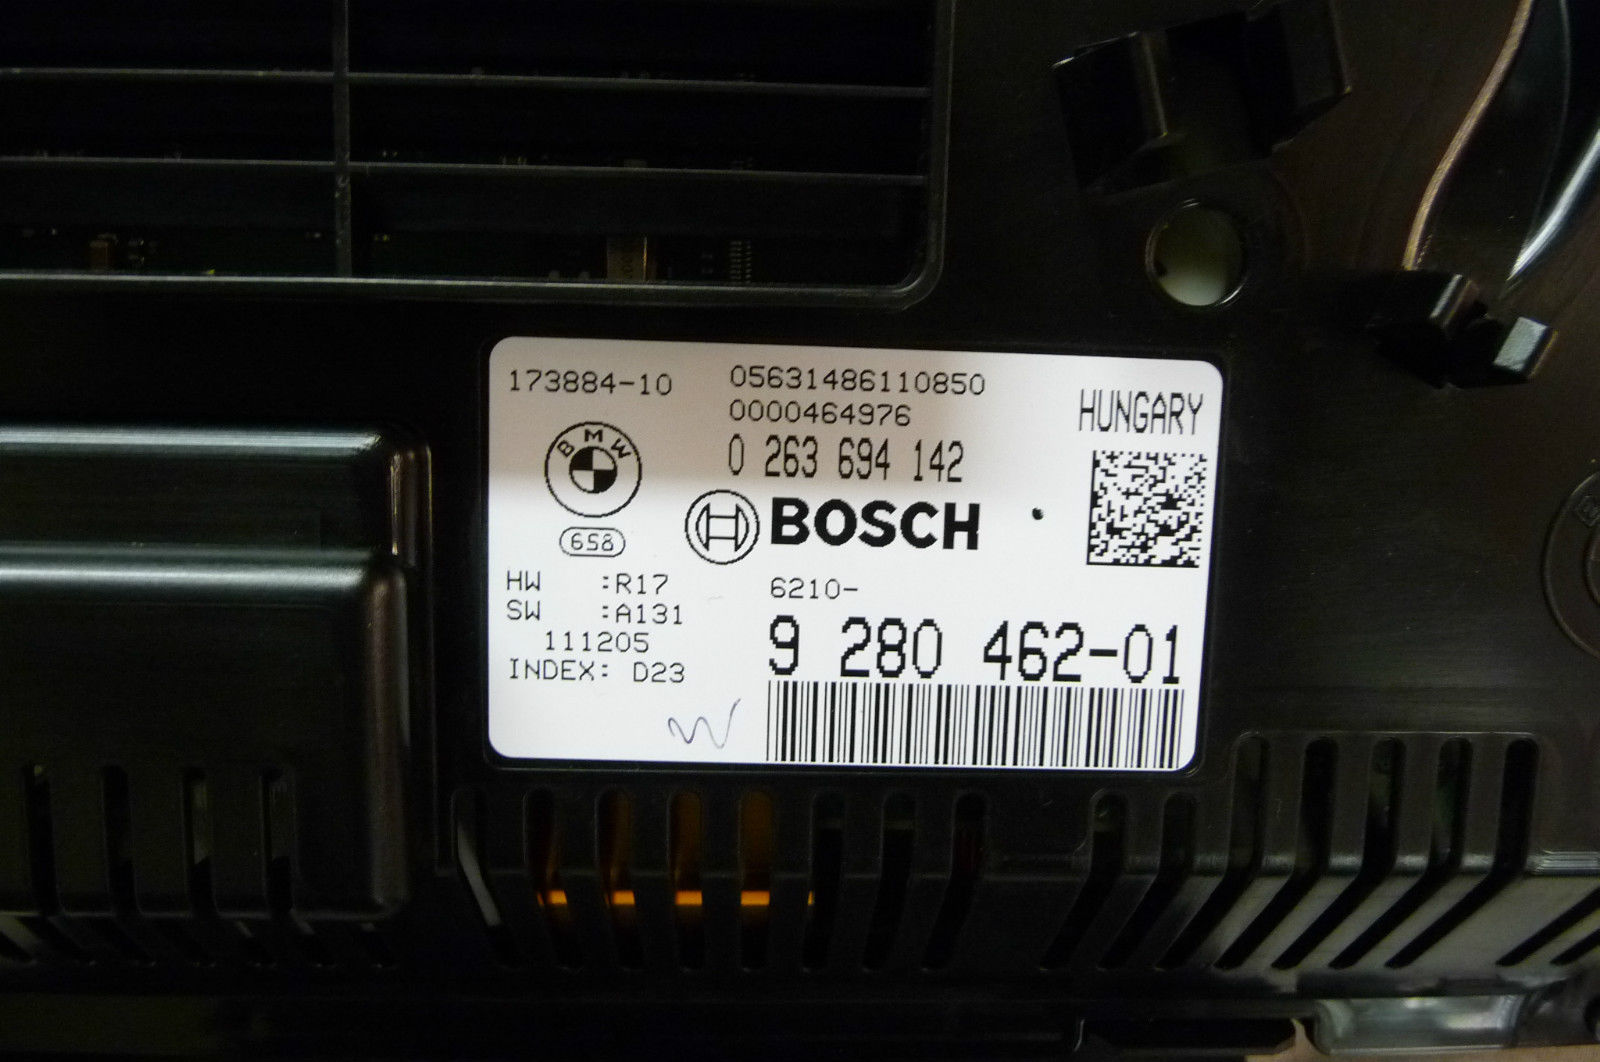 173884-10
05631486110850
0000464976
HUNGARY
0 263 694 142
BMW
658
BOSCH
HW :R17
SW :A131
111205
INDEX: D23
6210-
9 280 462-01
W